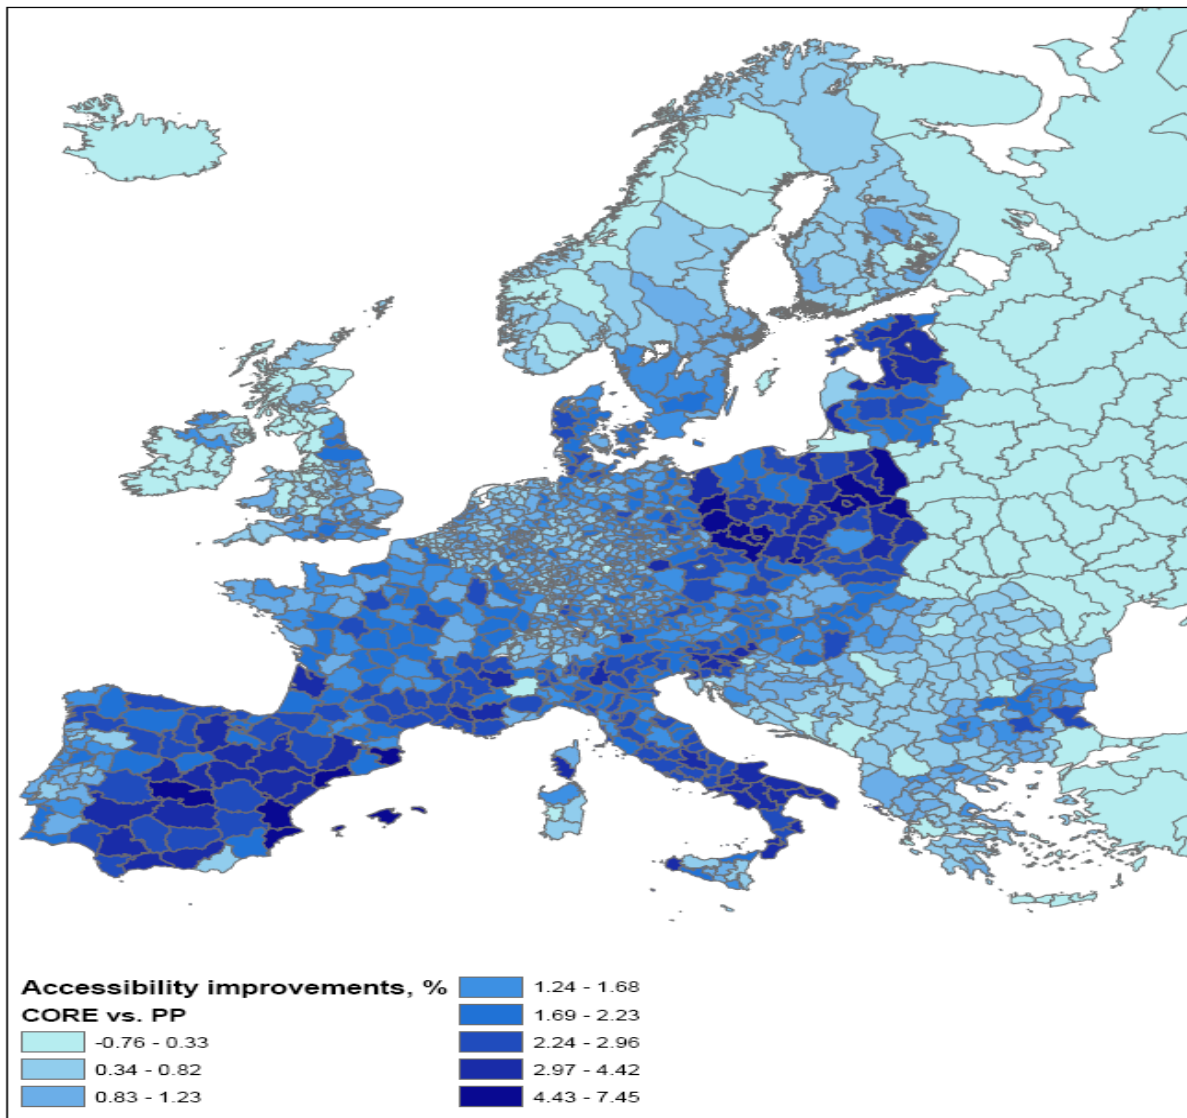 Accessibility improvements, %
CORE vs. PP
-0.76 - 0.33
0.34 - 0.82
0.83 - 1.23
1.24 - 1.68
1.69 - 2.23
2.24 - 2.96
2.97 - 4.42
4.43 - 7.45